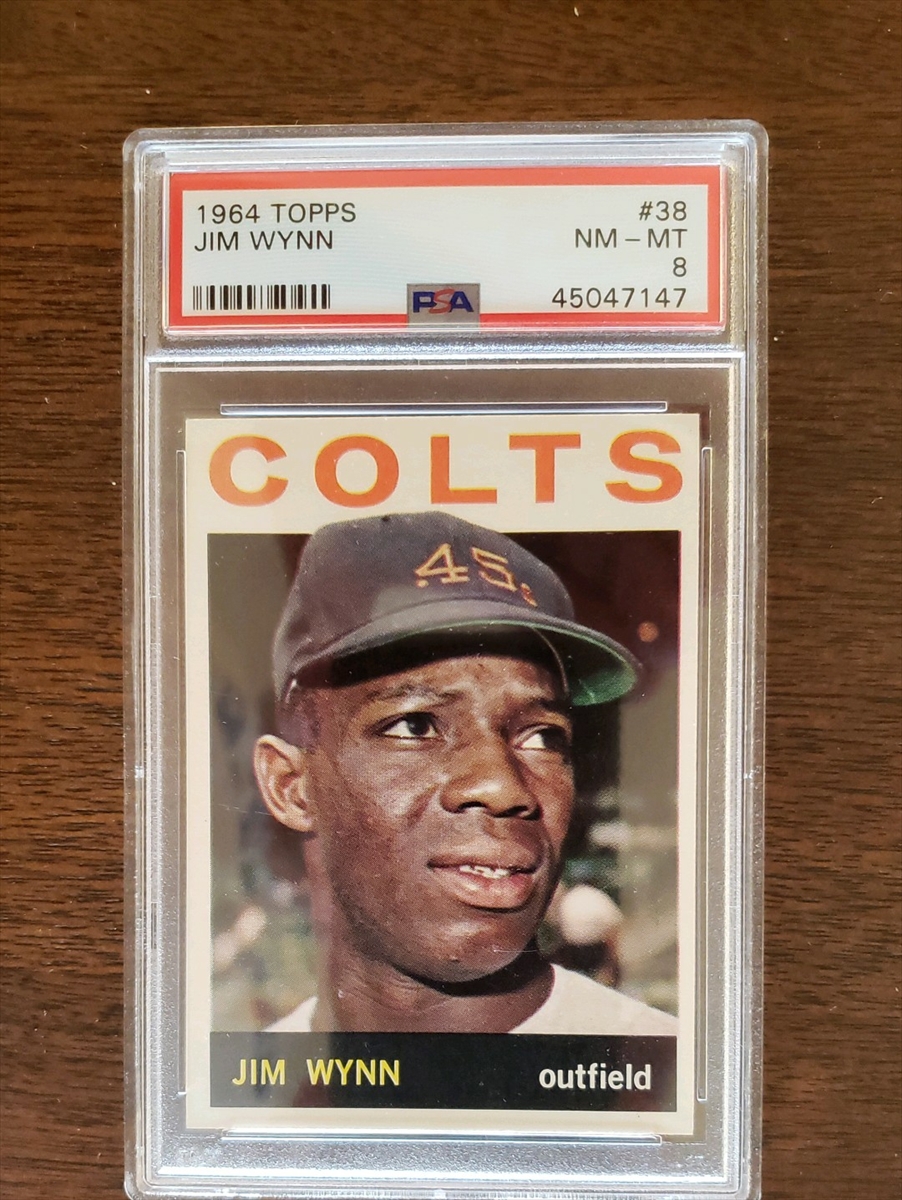 1964 TOPPS #38
JIM WYNN NM - MT
8
PSA 45047147
COLTS
.45s
JIM WYNN outfield